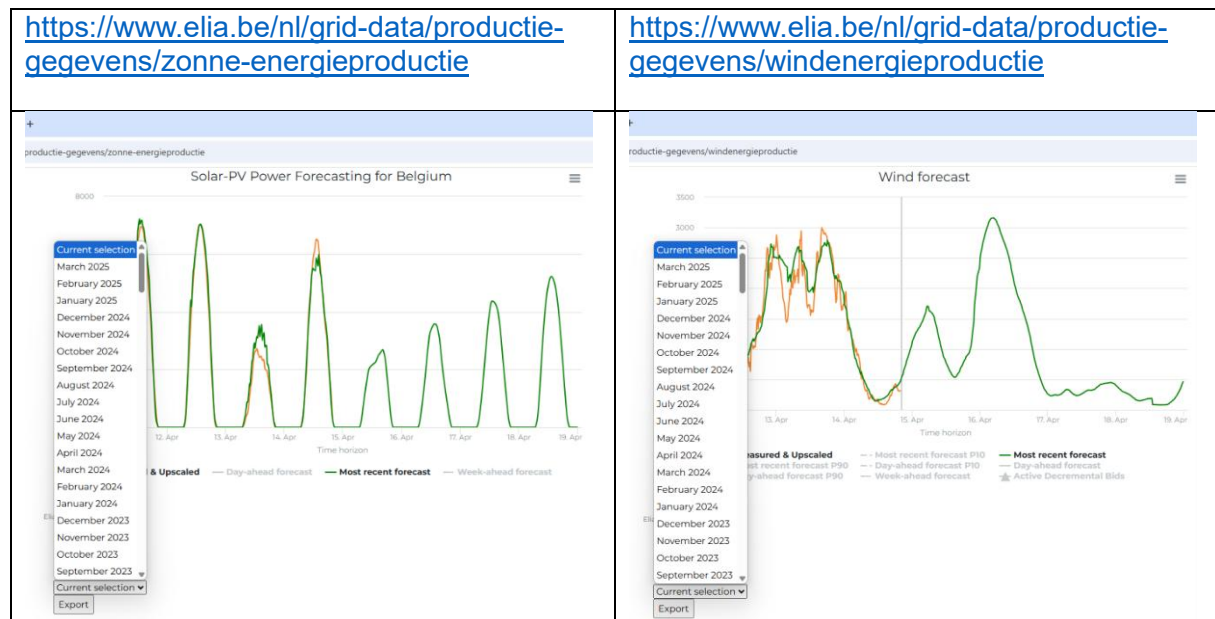 https://www.elia.be/nl/grid-data/productie-
gegevens/zonne-energieproductie
+
productie-gegevens/zonne-energieproductie
Solar-PV Power Forecasting for Belgium
8000
Current selection
March 2025
February 2025
January 2025
December 2024
November 2024
October 2024
September 2024
August 2024
July 2024
June 2024
May 2024
April 2024
March 2024
February 2024
January 2024
December 2023
November 2023
October 2023
September 2023
12. Apr 13. Apr 14. Apr 15. Apr 16. Apr 17. Apr 18. Apr 19. Apr
Time horizon
& Upscaled Day-ahead forecast Most recent forecast Week-ahead forecast
Current selection
Export
https://www.elia.be/nl/grid-data/productie-
gegevens/windenergieproductie
roductie-gegevens/windenergieproductie
Wind forecast
3500
3000
Current selection
March 2025
February 2025
January 2025
December 2024
November 2024
October 2024
September 2024
August 2024
July 2024
June 2024
May 2024
April 2024
March 2024
February 2024
January 2024
December 2023
November 2023
October 2023
September 2023
13. Apr 14. Apr 15. Apr 16. Apr 17. Apr 18. Apr 19. Apr
Time horizon
easured & Upscaled Most recent forecast P10 Most recent forecast
st recent forecast P90 Day-ahead forecast P10 Day-ahead forecast
y-ahead forecast P90 Week-ahead forecast Active Decremental Bids
Current selection
Export